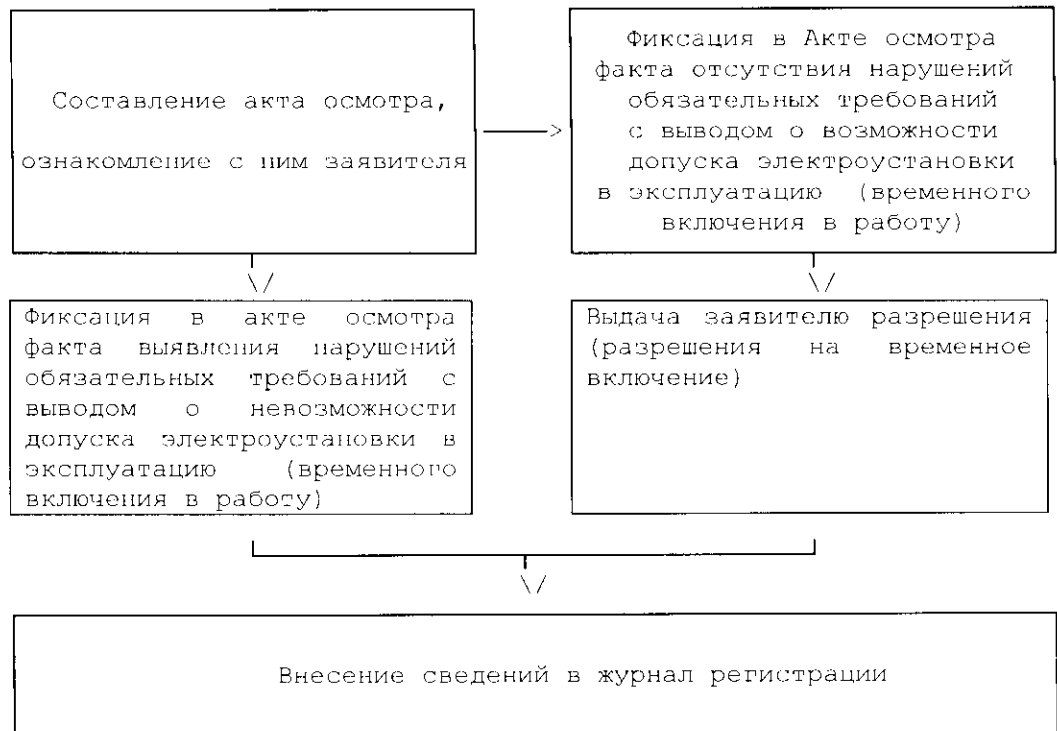 Составление акта осмотра,
ознакомление с ним заявителя
Фиксация в Акте осмотра
факта отсутствия нарушений
обязательных требований
с выводом о возможности
допуска электроустановки
в эксплуатацию (временного
включения в работу)
Фиксация в акте осмотра
факта выявления нарушений
обязательных требований с
выводом о невозможности
допуска электроустановки в
эксплуатацию (временного
включения в работу)
Выдача заявителю разрешения
(разрешения на временное
включение)
Внесение сведений в журнал регистрации